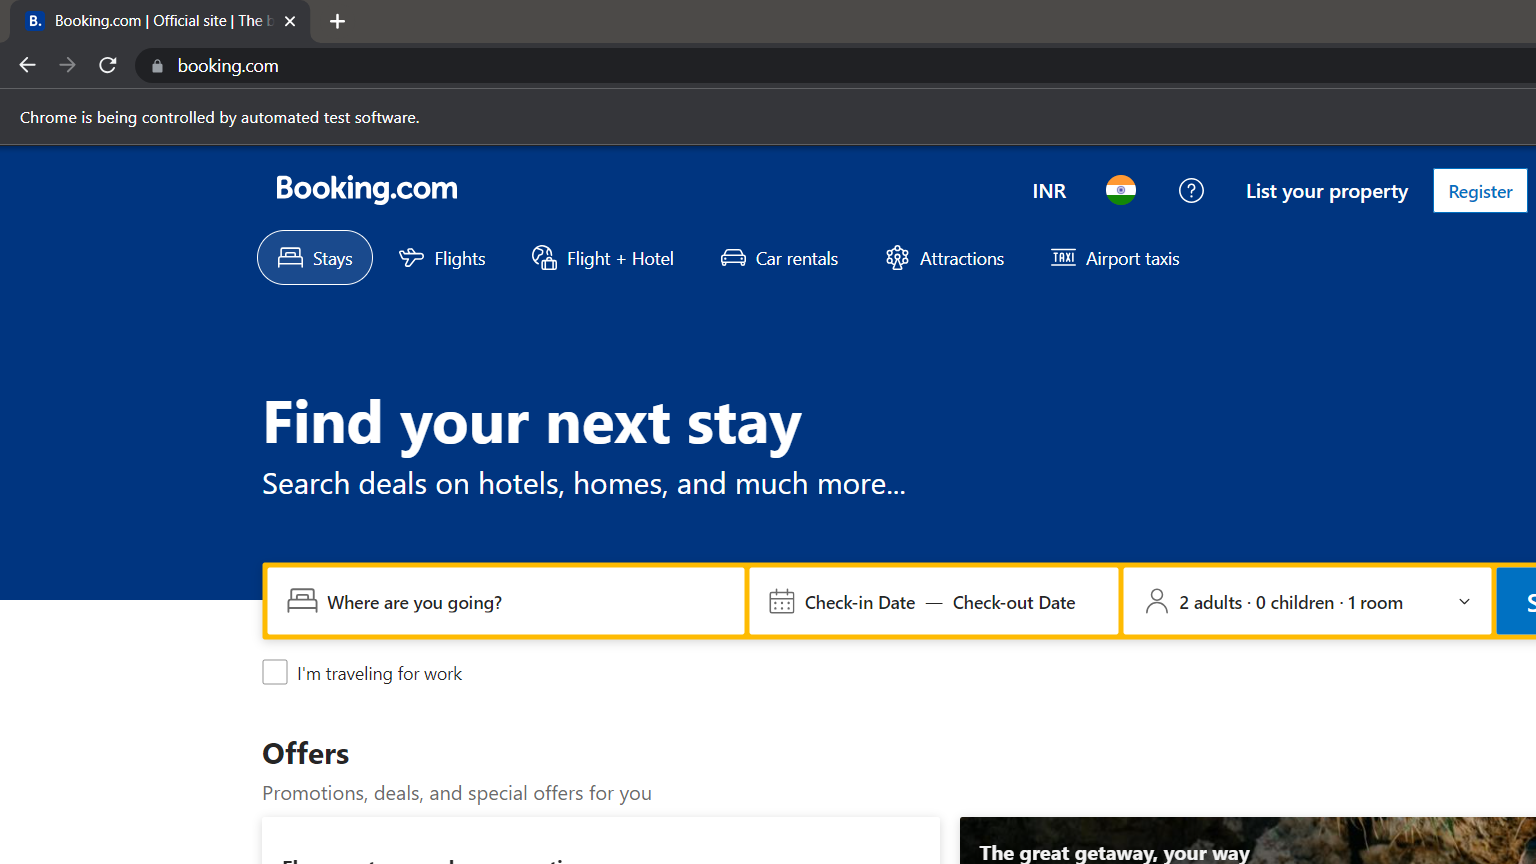 B. Booking.com | Official site | The b
booking.com
Chrome is being controlled by automated test software.
Booking.com INR List your property Register
Stays Flights Flight + Hotel Car rentals Attractions TAXI Airport taxis
Find your next stay
Search deals on hotels, homes, and much more...
Where are you going? Check-in Date — Check-out Date 2 adults · 0 children · 1 room S
I'm traveling for work
Offers
Promotions, deals, and special offers for you
The great getaway, your way